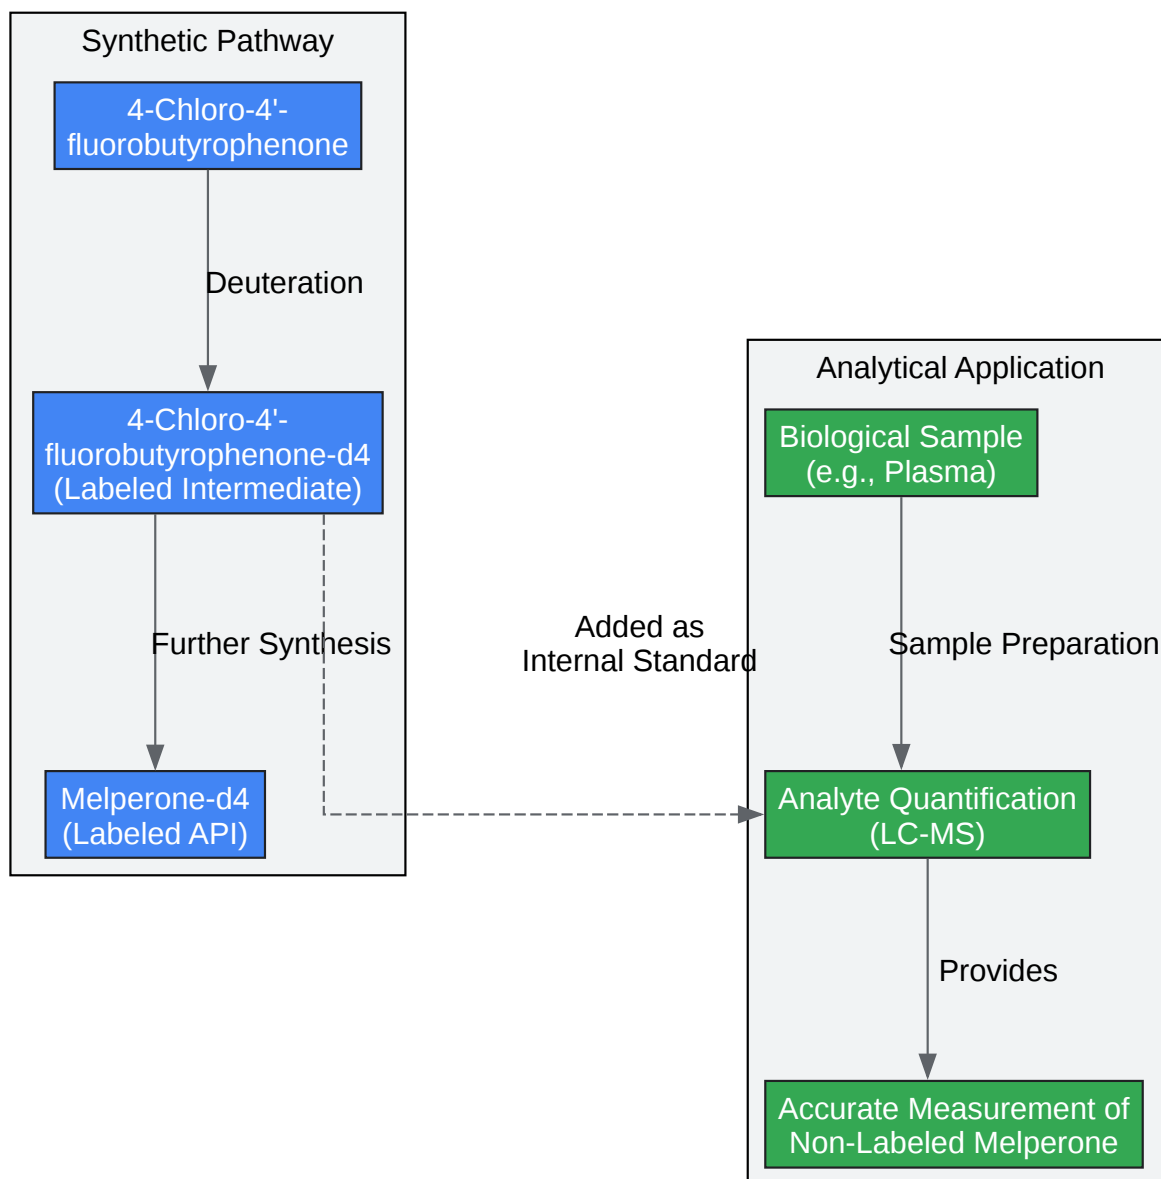 Synthetic Pathway
4-Chloro-4'-
fluorobutyrophenone
Deuteration
4-Chloro-4'-
fluorobutyrophenone-d4
(Labeled Intermediate)
Further Synthesis
Melperone-d4
(Labeled API)
Added as
Internal Standard
Analytical Application
Biological Sample
(e.g., Plasma)
Sample Preparation
Analyte Quantification
(LC-MS)
Provides
Accurate Measurement of
Non-Labeled Melperone